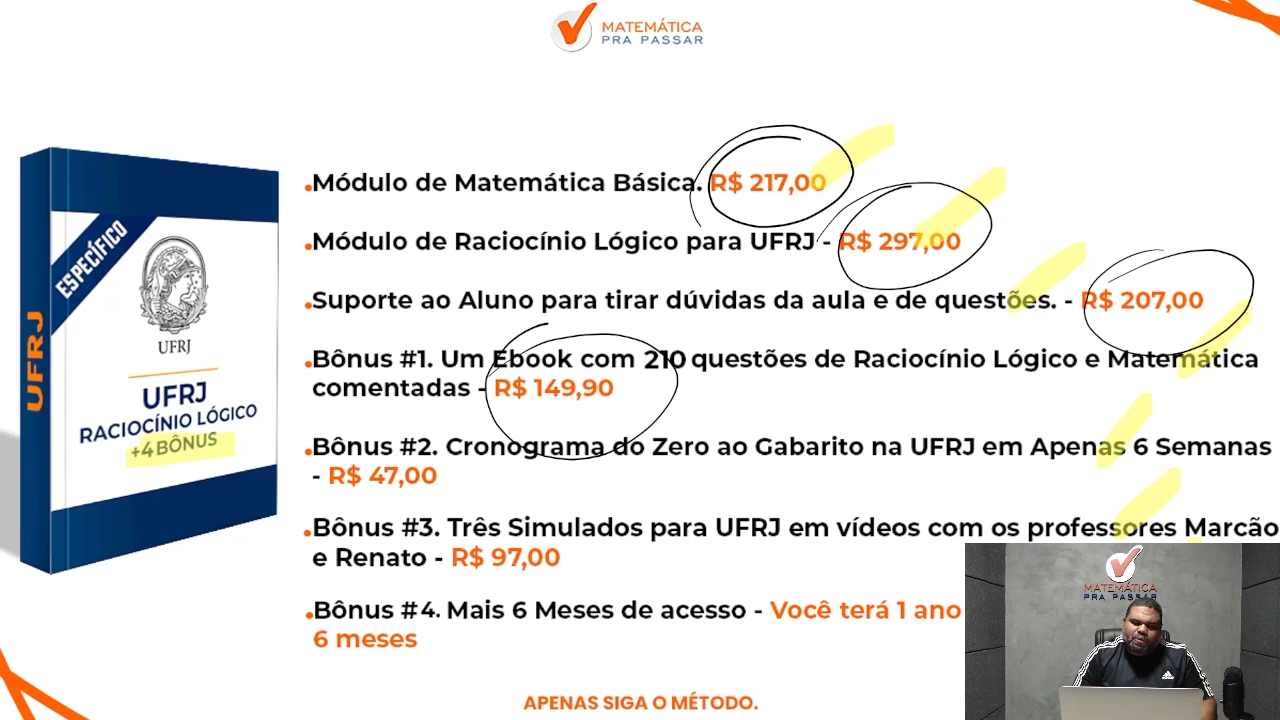 MATEMÁTICA
PRA PASSAR
ESPECÍFICO
UFRJ
UFRJ
UFRJ
RACIOCÍNIO LÓGICO
+4 BÔNUS
Módulo de Matemática Básica. R$ 217,00
Módulo de Raciocínio Lógico para UFRJ - R$ 297,00
Suporte ao Aluno para tirar dúvidas da aula e de questões. - R$ 207,00
Bônus #1. Um Ebook com 210 questões de Raciocínio Lógico e Matemática
comentadas - R$ 149,90
Bônus #2. Cronograma do Zero ao Gabarito na UFRJ em Apenas 6 Semanas
- R$ 47,00
Bônus #3. Três Simulados para UFRJ em vídeos com os professores Marcão
e Renato - R$ 97,00
Bônus #4. Mais 6 Meses de acesso - Você terá 1 ano
6 meses
MATEMÁTICA
PRA PASSAR
adidas
APENAS SIGA O MÉTODO.